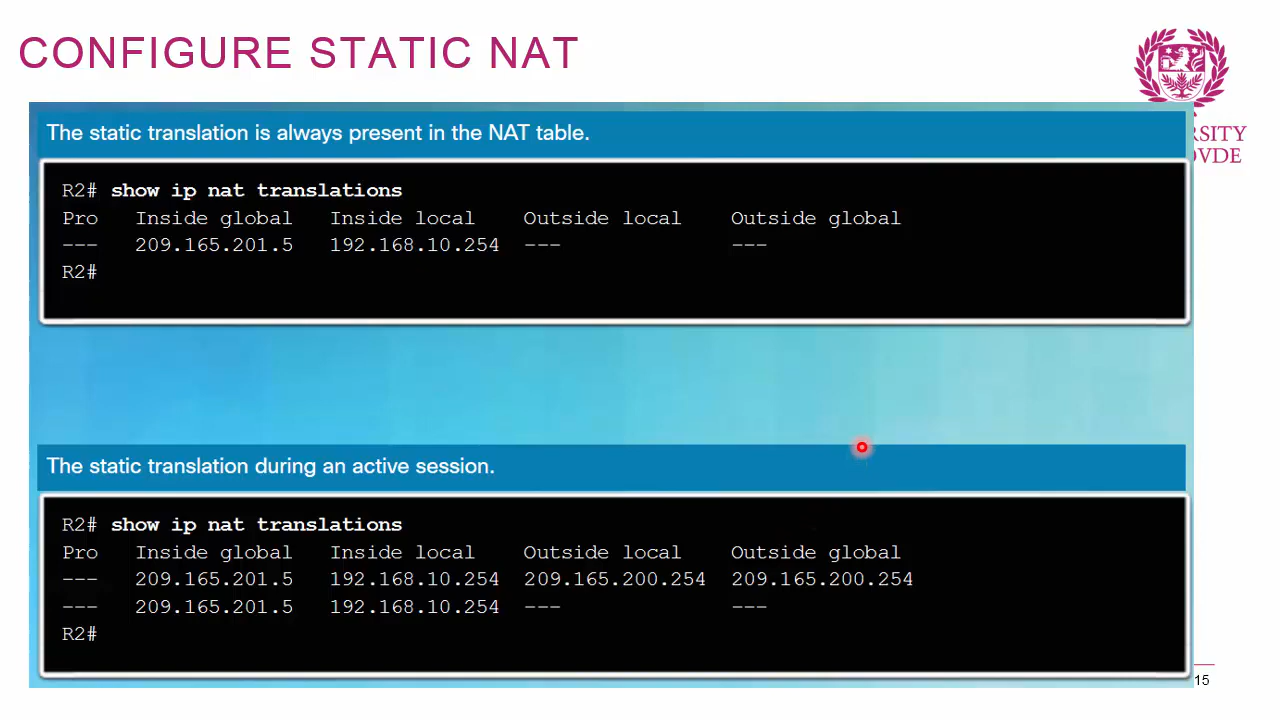 CONFIGURE STATIC NAT
RSITY
OVDE
The static translation is always present in the NAT table.
R2# show ip nat translations
Pro Inside global Inside local Outside local Outside global
--- 209.165.201.5 192.168.10.254 --- ---
R2#
The static translation during an active session.
R2# show ip nat translations
Pro Inside global Inside local Outside local Outside global
--- 209.165.201.5 192.168.10.254 209.165.200.254 209.165.200.254
--- 209.165.201.5 192.168.10.254 --- ---
R2#
15